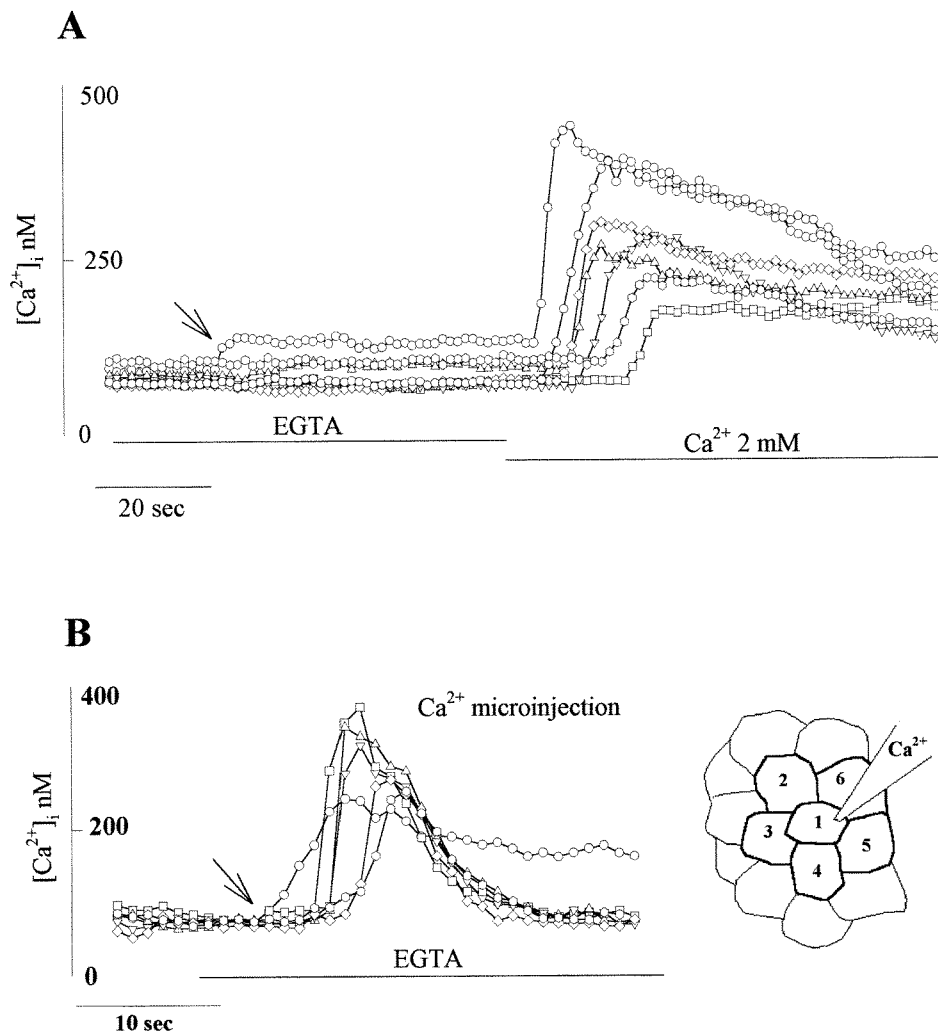 A
500
250
0
[Ca²⁺]ᵢ nM
EGTA
Ca²⁺ 2 mM
20 sec
B
400
200
0
[Ca²⁺]ᵢ nM
Ca²⁺ microinjection
EGTA
10 sec
Ca²⁺
2
6
1
3
5
4